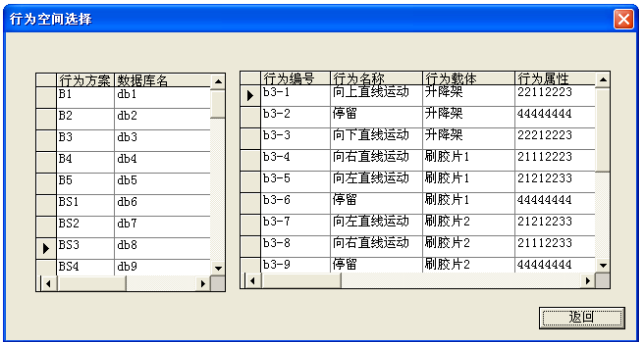 行为空间选择
行为方案 数据库名
B1 db1
B2 db2
B3 db3
B4 db4
B5 db5
BS1 db6
BS2 db7
BS3 db8
BS4 db9
行为编号 行为名称 行为载体 行为属性
b3-1 向上直线运动 升降架 22112223
b3-2 停留 升降架 44444444
b3-3 向下直线运动 升降架 22212223
b3-4 向右直线运动 刷胶片1 21112223
b3-5 向左直线运动 刷胶片1 21212233
b3-6 停留 刷胶片1 44444444
b3-7 向左直线运动 刷胶片2 21212233
b3-8 向右直线运动 刷胶片2 21112223
b3-9 停留 刷胶片2 44444444
返回